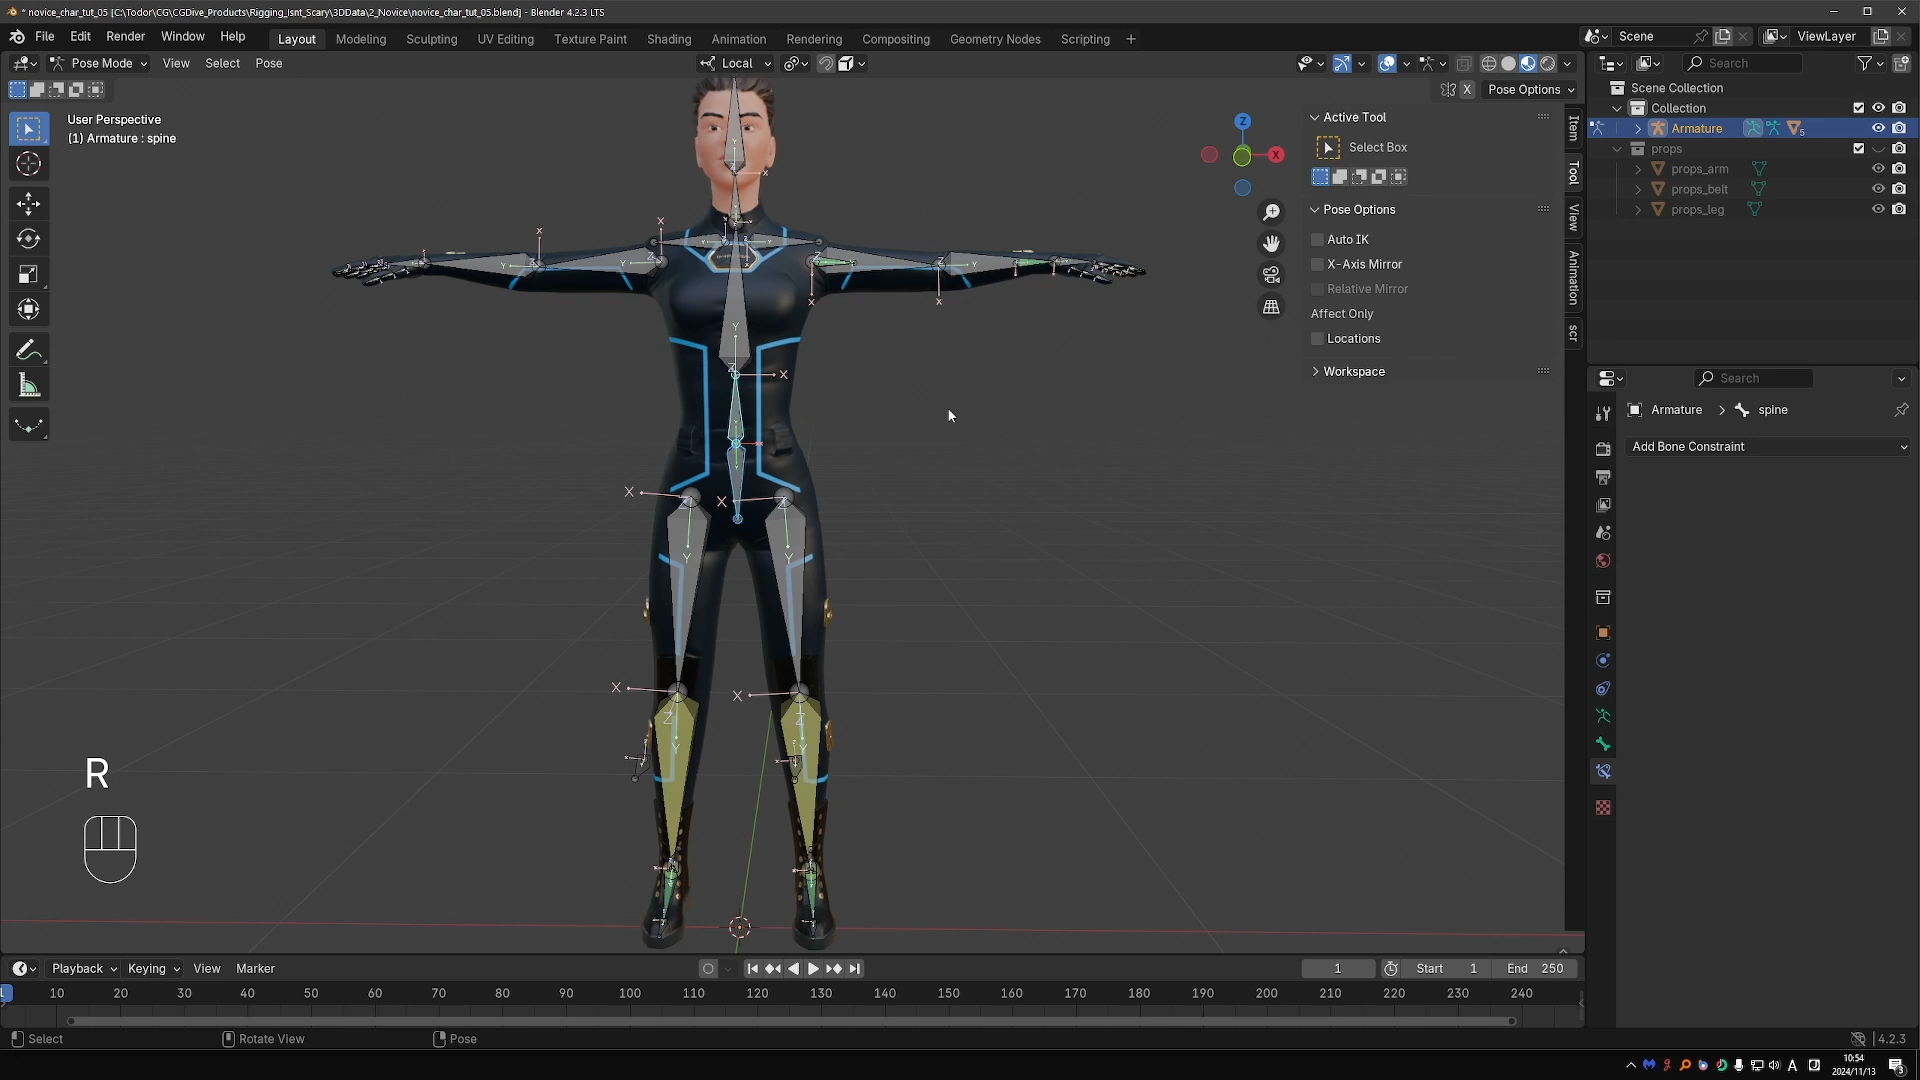 * novice_char_tut_05 [C:\Todor\CG\CGDive_Products\Rigging_Isnt_Scary\3DData\2_Novice\novice_char_tut_05.blend] - Blender 4.2.3 LTS
File Edit Render Window Help Layout Modeling Sculpting UV Editing Texture Paint Shading Animation Rendering Compositing Geometry Nodes Scripting + Scene ViewLayer
Pose Mode View Select Pose Local Search
X Pose Options
Scene Collection
Collection
Armature 5
props
props_arm
props_belt
props_leg
User Perspective
(1) Armature : spine
Z
X
Active Tool
Select Box
Pose Options
Auto IK
X-Axis Mirror
Relative Mirror
Affect Only
Locations
Workspace
Item
Tool
View
Animation
scr
Search
Armature > spine
Add Bone Constraint
R
Playback Keying View Marker 1 Start 1 End 250
1 10 20 30 40 50 60 70 80 90 100 110 120 130 140 150 160 170 180 190 200 210 220 230 240
Select Rotate View Pose 4.2.3
A 10:54
2024/11/13 3